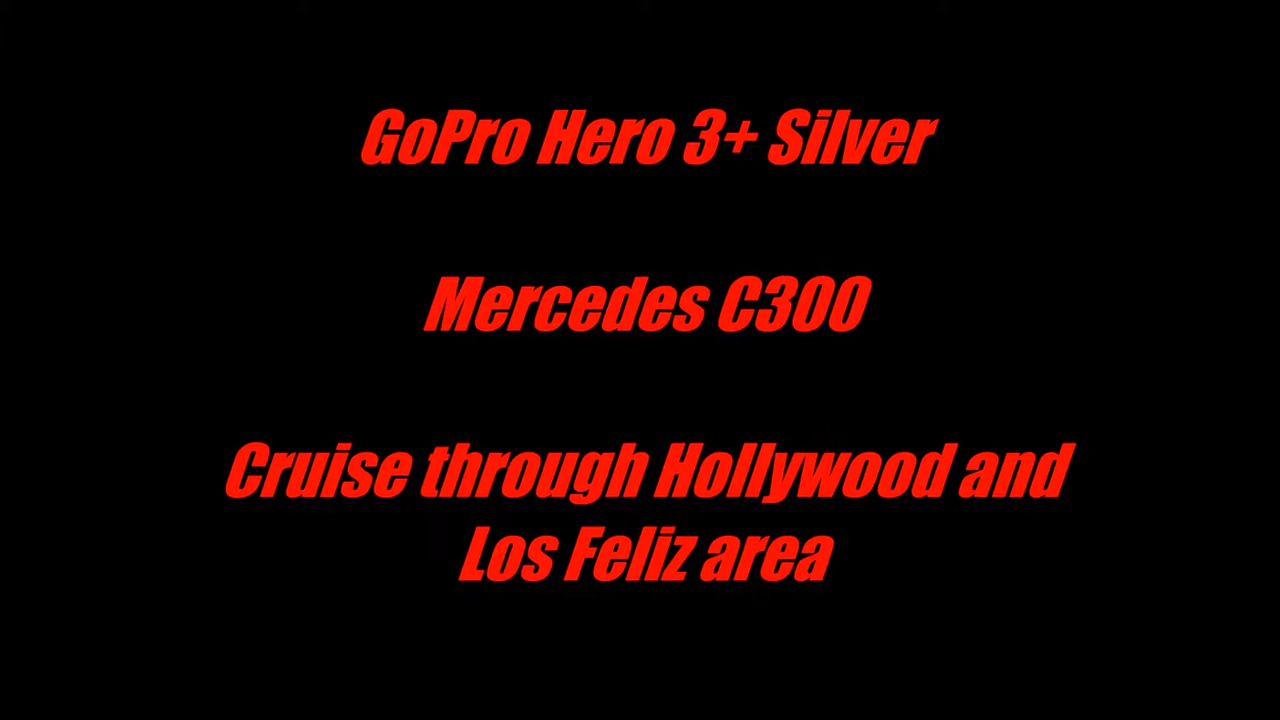 GoPro Hero 3+ Silver
Mercedes C300
Cruise through Hollywood and
Los Feliz area